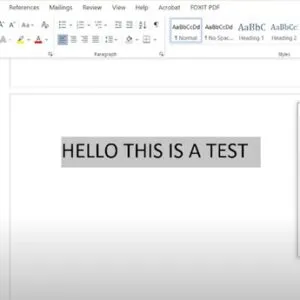 References Mailings Review View Help Acrobat FOXIT PDF
AaBbCcDd AaBbCcDd AaBbC AaBbCcD
¶ Normal ¶ No Spac... Heading 1 Heading 2
Paragraph Styles
HELLO THIS IS A TEST